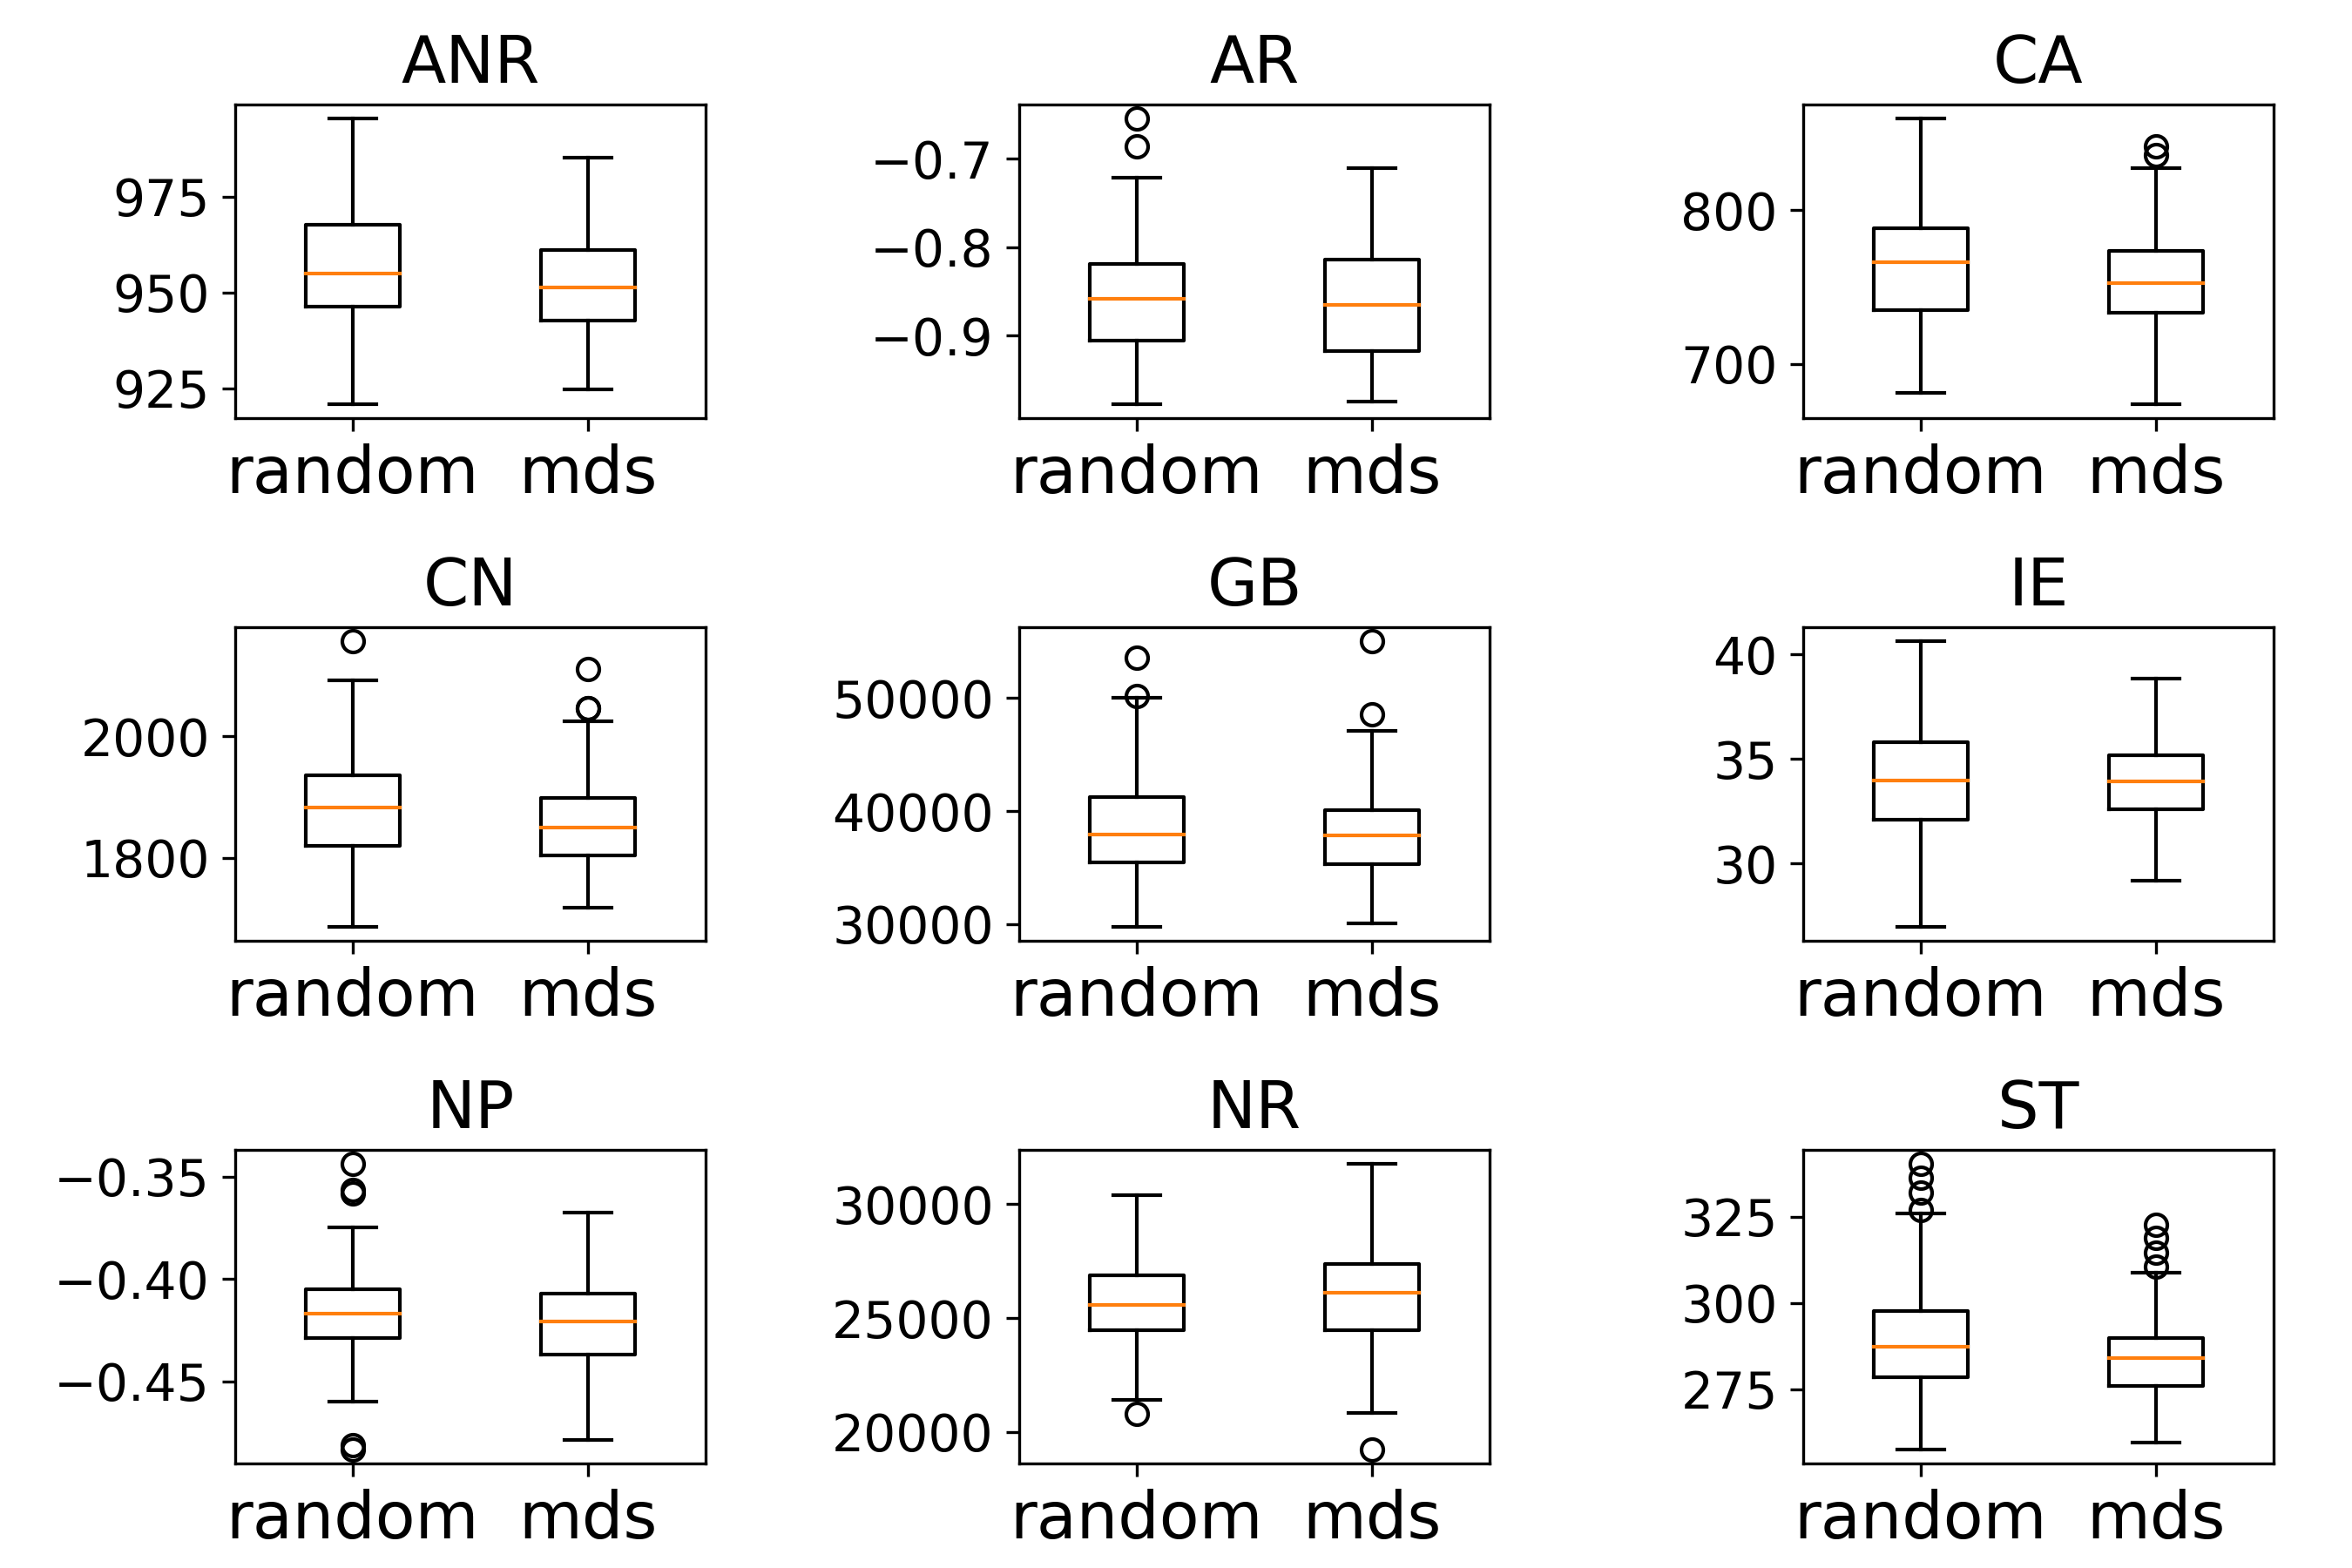 ANR
975
950
925
random mds
AR
−0.7
−0.8
−0.9
random mds
CA
800
700
random mds
CN
2000
1800
random mds
GB
50000
40000
30000
random mds
IE
40
35
30
random mds
NP
−0.35
−0.40
−0.45
random mds
NR
30000
25000
20000
random mds
ST
325
300
275
random mds